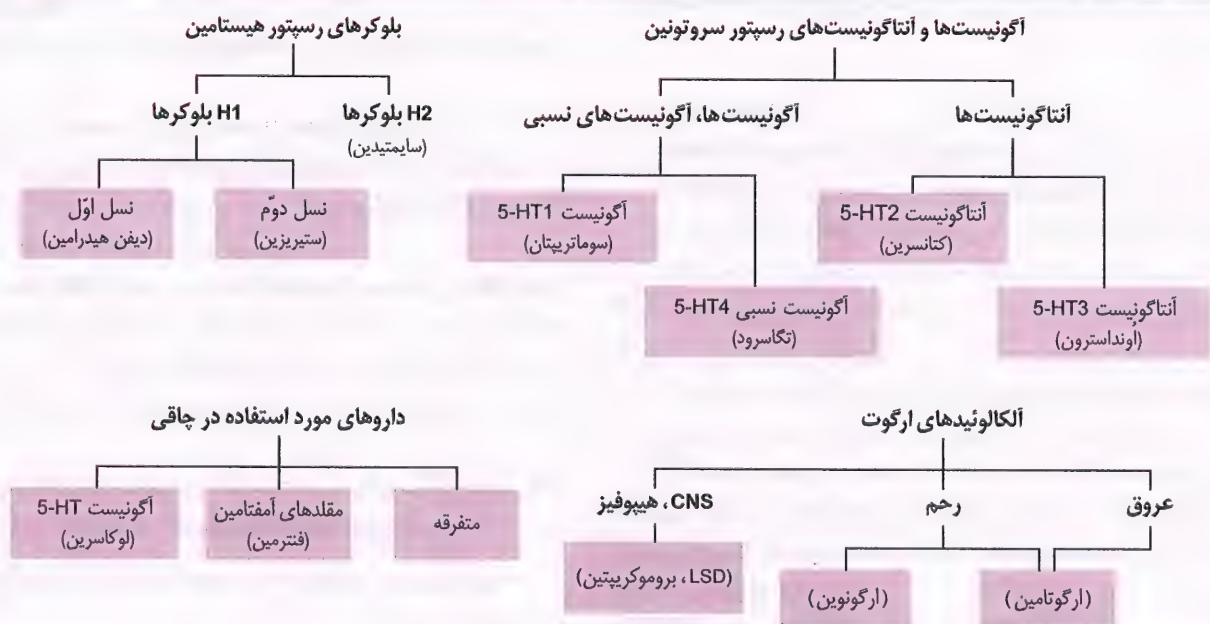 آگونیست‌ها و آنتاگونیست‌های رسپتور سروتونین
آنتاگونیست‌ها
آگونیست‌ها، آگونیست‌های نسبی
آنتاگونیست 5-HT2
(کتانسرین)
آگونیست 5-HT1
(سوماتریپتان)
آنتاگونیست 5-HT3
(اُونداسترون)
آگونیست نسبی 5-HT4
(تگاسرود)
بلوکرهای رسپتور هیستامین
H2 بلوکرها
(سایمتیدین)
H1 بلوکرها
نسل دوّم
(ستیریزین)
نسل اوّل
(دیفن هیدرامین)
آلکالوئیدهای ارگوت
عروق
رحم
CNS، هیپوفیز
(ارگوتامین)
(ارگونوین)
(LSD، بروموکریپتین)
داروهای مورد استفاده در چاقی
متفرقه
مقلدهای آمفتامین
(فنترمین)
آگونیست 5-HT
(لوکاسرین)